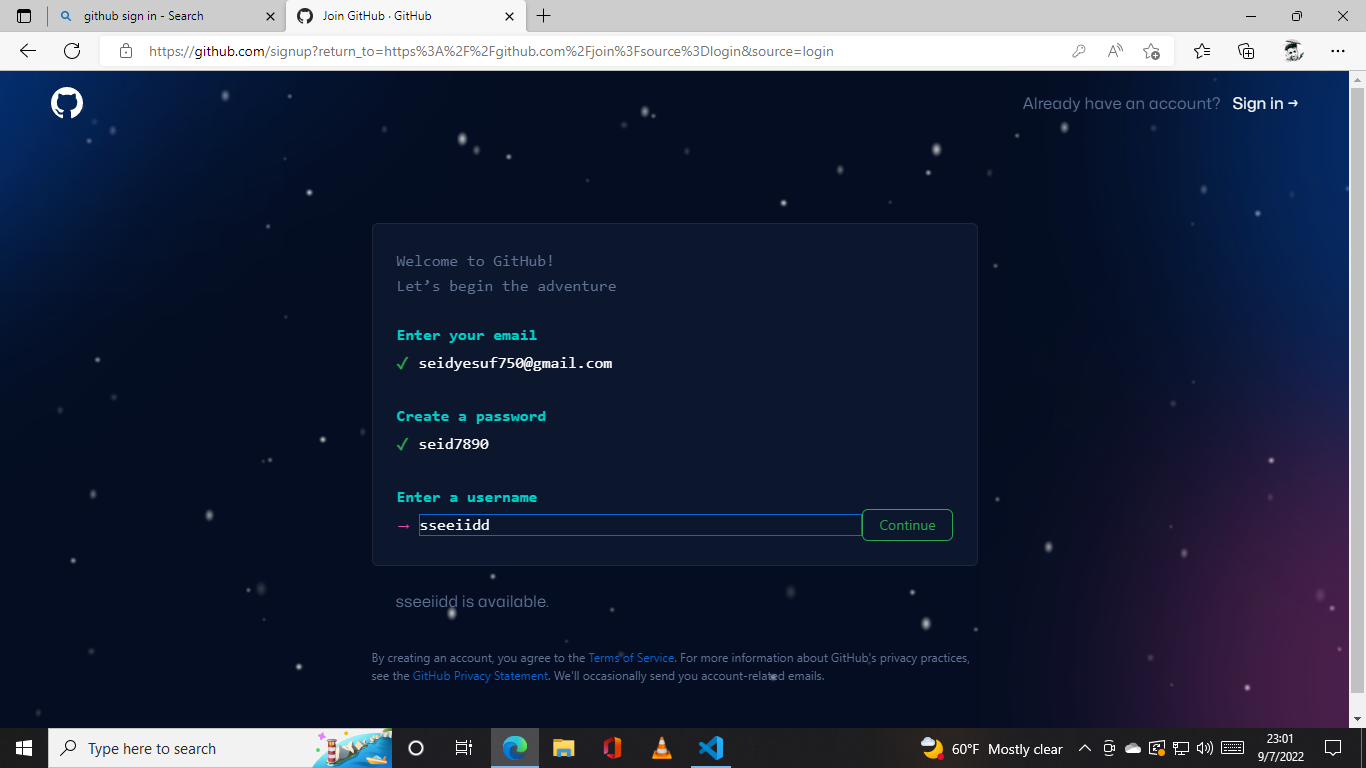 github sign in - Search
Join GitHub · GitHub
https://github.com/signup?return_to=https%3A%2F%2Fgithub.com%2Fjoin%3Fsource%3Dlogin&source=login
Already have an account? Sign in →
Welcome to GitHub!
Let’s begin the adventure
Enter your email
✓ seidyesuf750@gmail.com
Create a password
✓ seid7890
Enter a username
→ sseeiidd
Continue
sseeiidd is available.
By creating an account, you agree to the Terms of Service. For more information about GitHub's privacy practices,
see the GitHub Privacy Statement. We'll occasionally send you account-related emails.
Type here to search
60°F Mostly clear
23:01
9/7/2022